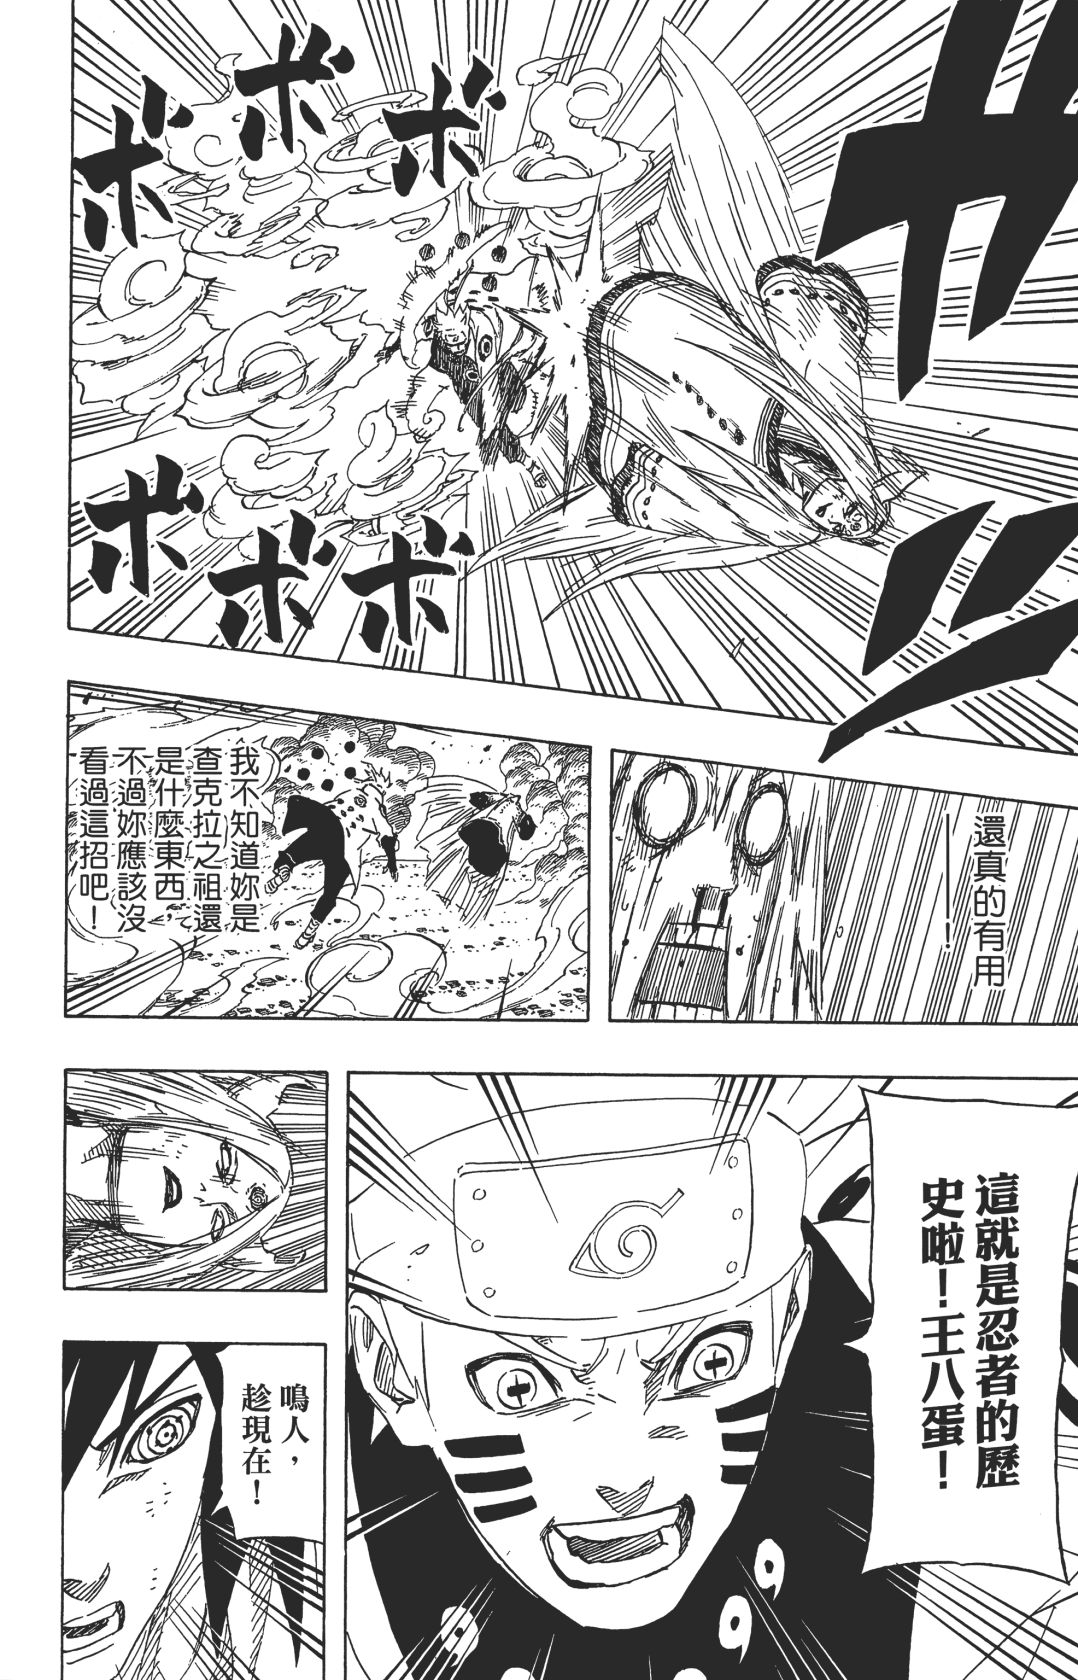 ガッ
ボ
ボ
ボ
ボ
ボ
ボ
還真的有用
——！
我不知道妳是
查克拉之祖還
是什麼東西，
不過妳應該沒
看過這招吧！
這就是忍者的歷
史啦！王八蛋！
鳴人，
趁現在！